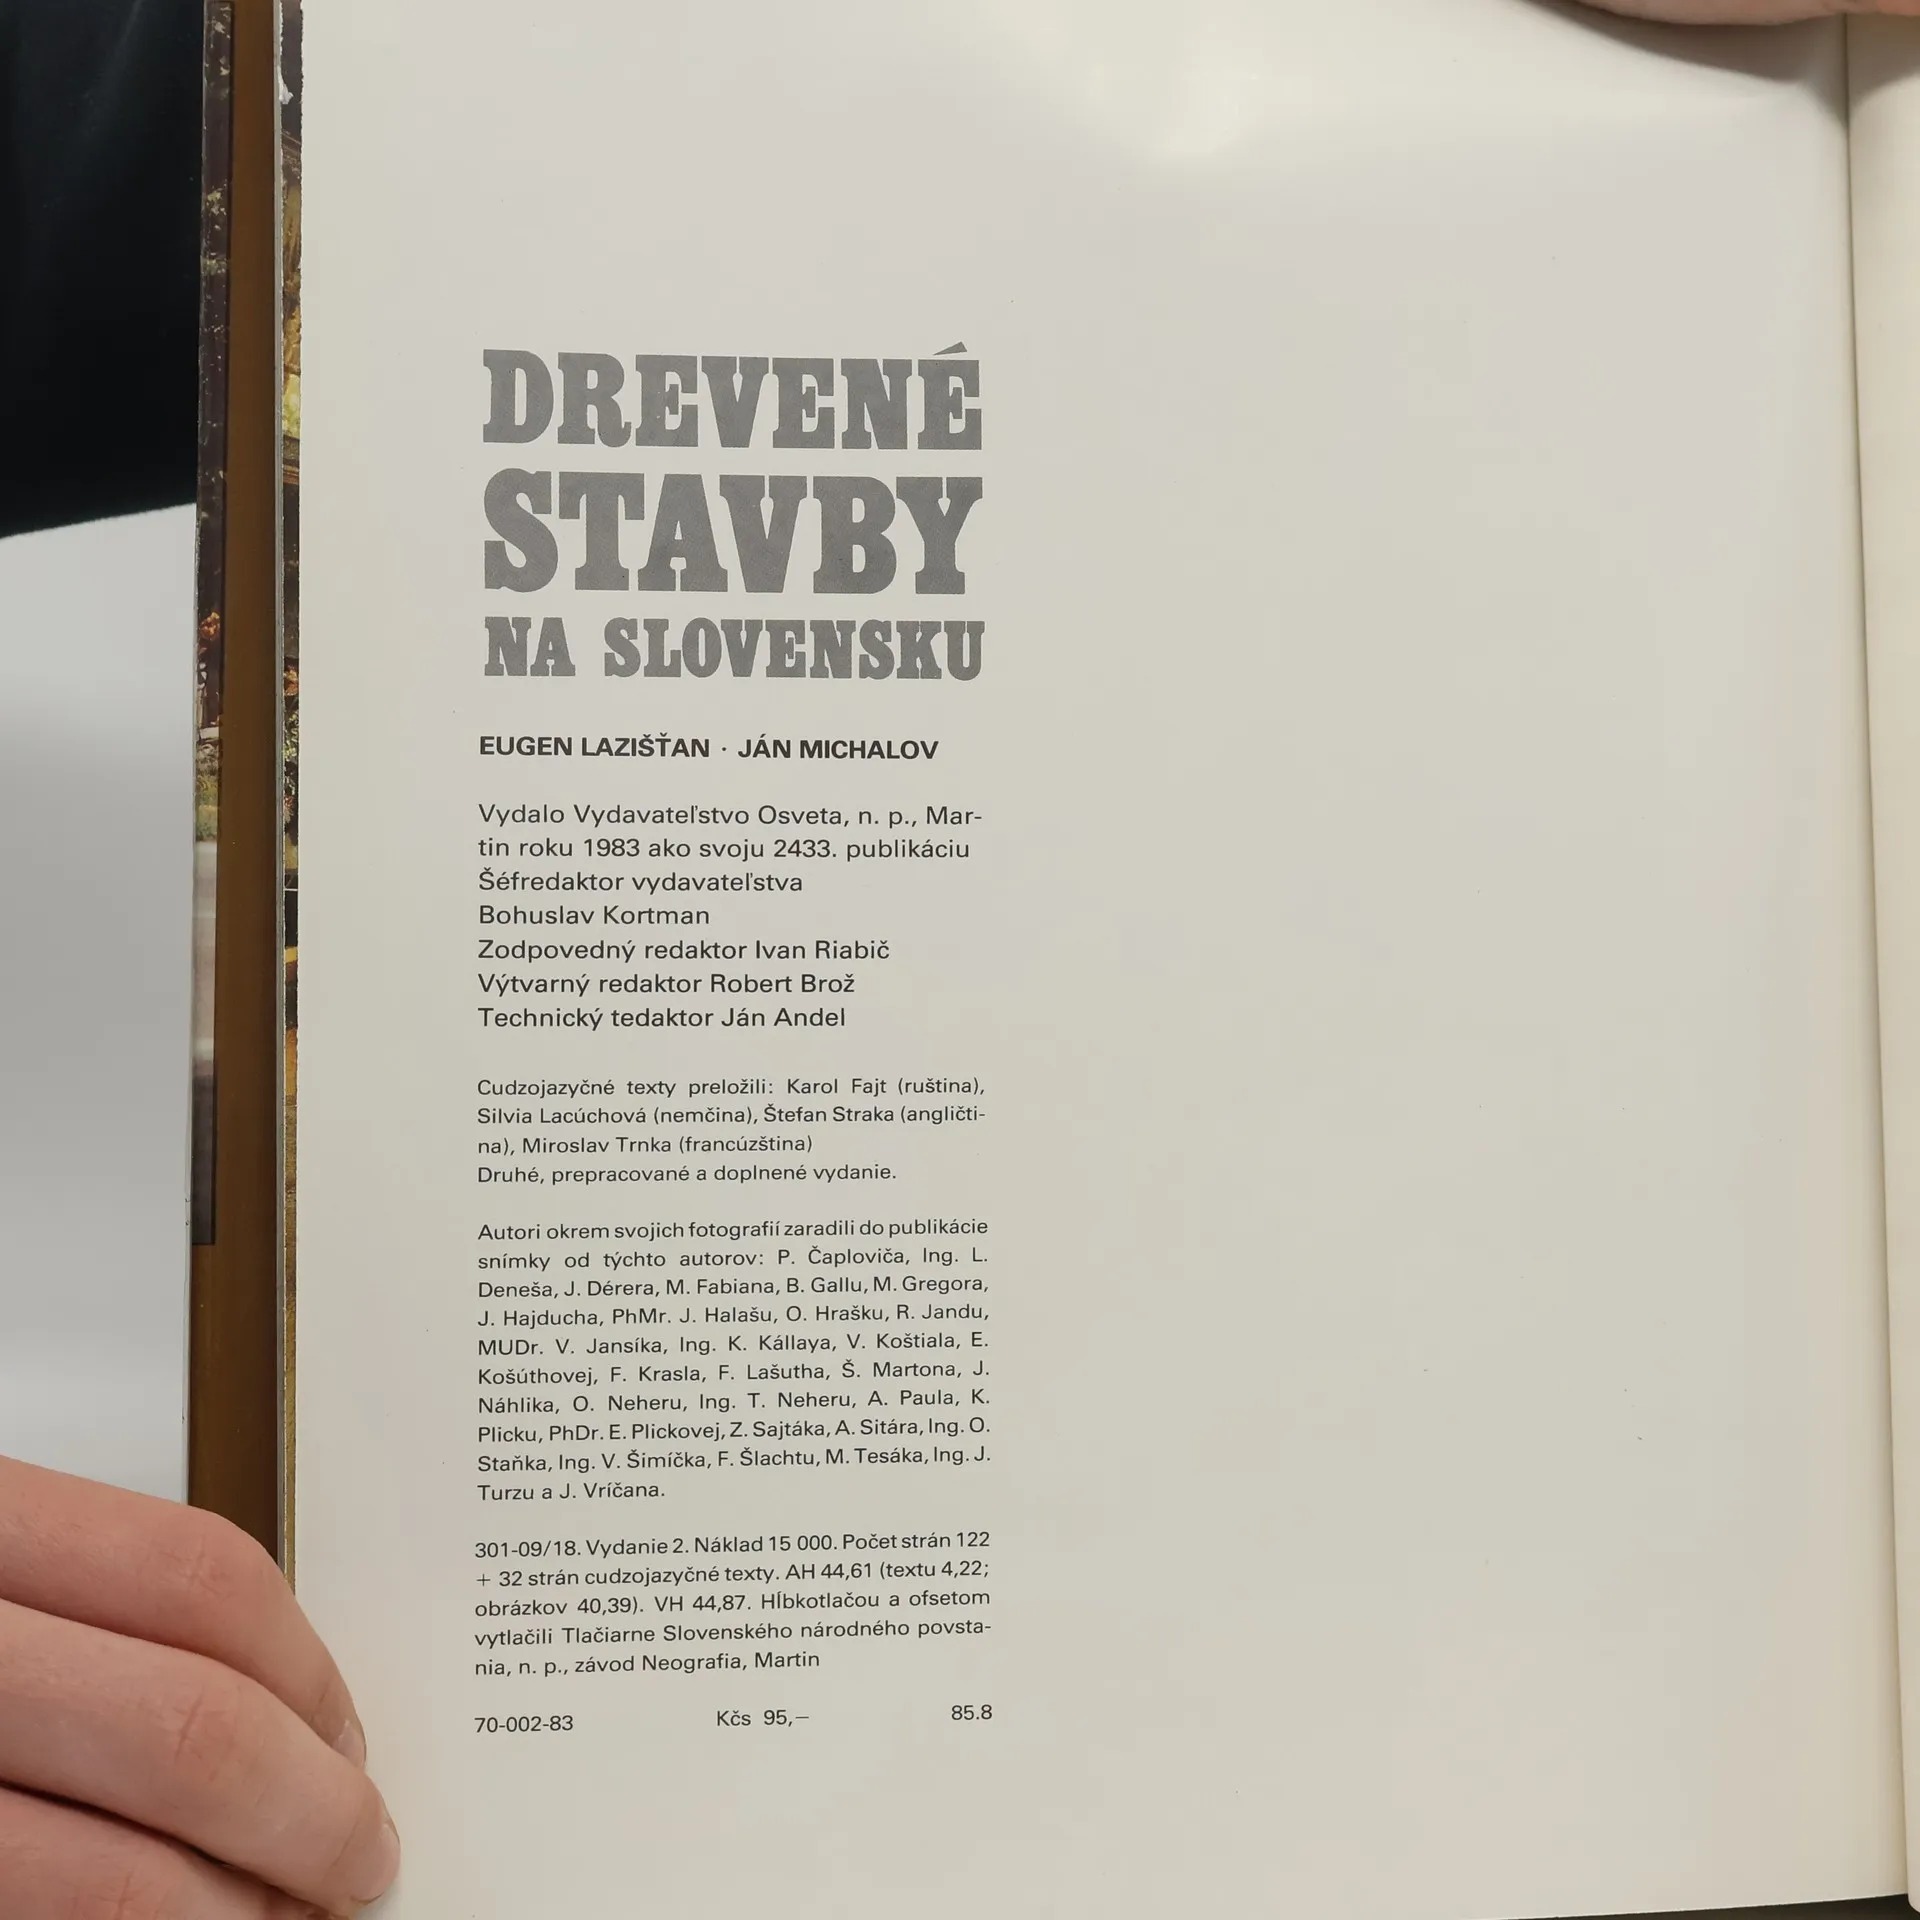 DREVENÉ
STAVBY
NA SLOVENSKU
EUGEN LAZIŠŤAN · JÁN MICHALOV
Vydalo Vydavateľstvo Osveta, n. p., Mar-
tin roku 1983 ako svoju 2433. publikáciu
Šéfredaktor vydavateľstva
Bohuslav Kortman
Zodpovedný redaktor Ivan Riabič
Výtvarný redaktor Robert Brož
Technický tedaktor Ján Andel
Cudzojazyčné texty preložili: Karol Fajt (ruština),
Silvia Lacúchová (nemčina), Štefan Straka (angličti-
na), Miroslav Trnka (francúzština)
Druhé, prepracované a doplnené vydanie.
Autori okrem svojich fotografií zaradili do publikácie
snímky od týchto autorov: P. Čaploviča, Ing. L.
Deneša, J. Dérera, M. Fabiana, B. Gallu, M. Gregora,
J. Hajducha, PhMr. J. Halašu, O. Hrašku, R. Jandu,
MUDr. V. Jansíka, Ing. K. Kállaya, V. Koštiala, E.
Košúthovej, F. Krasla, F. Lašutha, Š. Martona, J.
Náhlika, O. Neheru, Ing. T. Neheru, A. Paula, K.
Plicku, PhDr. E. Plickovej, Z. Sajtáka, A. Sitára, Ing. O.
Staňka, Ing. V. Šimíčka, F. Šlachtu, M. Tesáka, Ing. J.
Turzu a J. Vríčana.
301-09/18. Vydanie 2. Náklad 15 000. Počet strán 122
+ 32 strán cudzojazyčné texty. AH 44,61 (textu 4,22;
obrázkov 40,39). VH 44,87. Hĺbkotlačou a ofsetom
vytlačili Tlačiarne Slovenského národného povsta-
nia, n. p., závod Neografia, Martin
70-002-83 Kčs 95,— 85.8